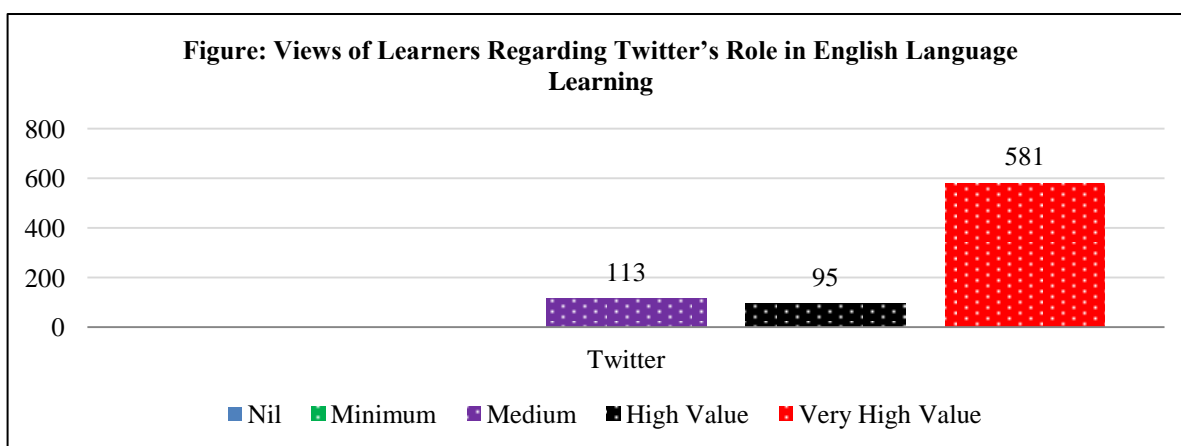 Figure: Views of Learners Regarding Twitter’s Role in English Language
Learning
800
600
400
200
0
113
95
581
Twitter
Nil
Minimum
Medium
High Value
Very High Value